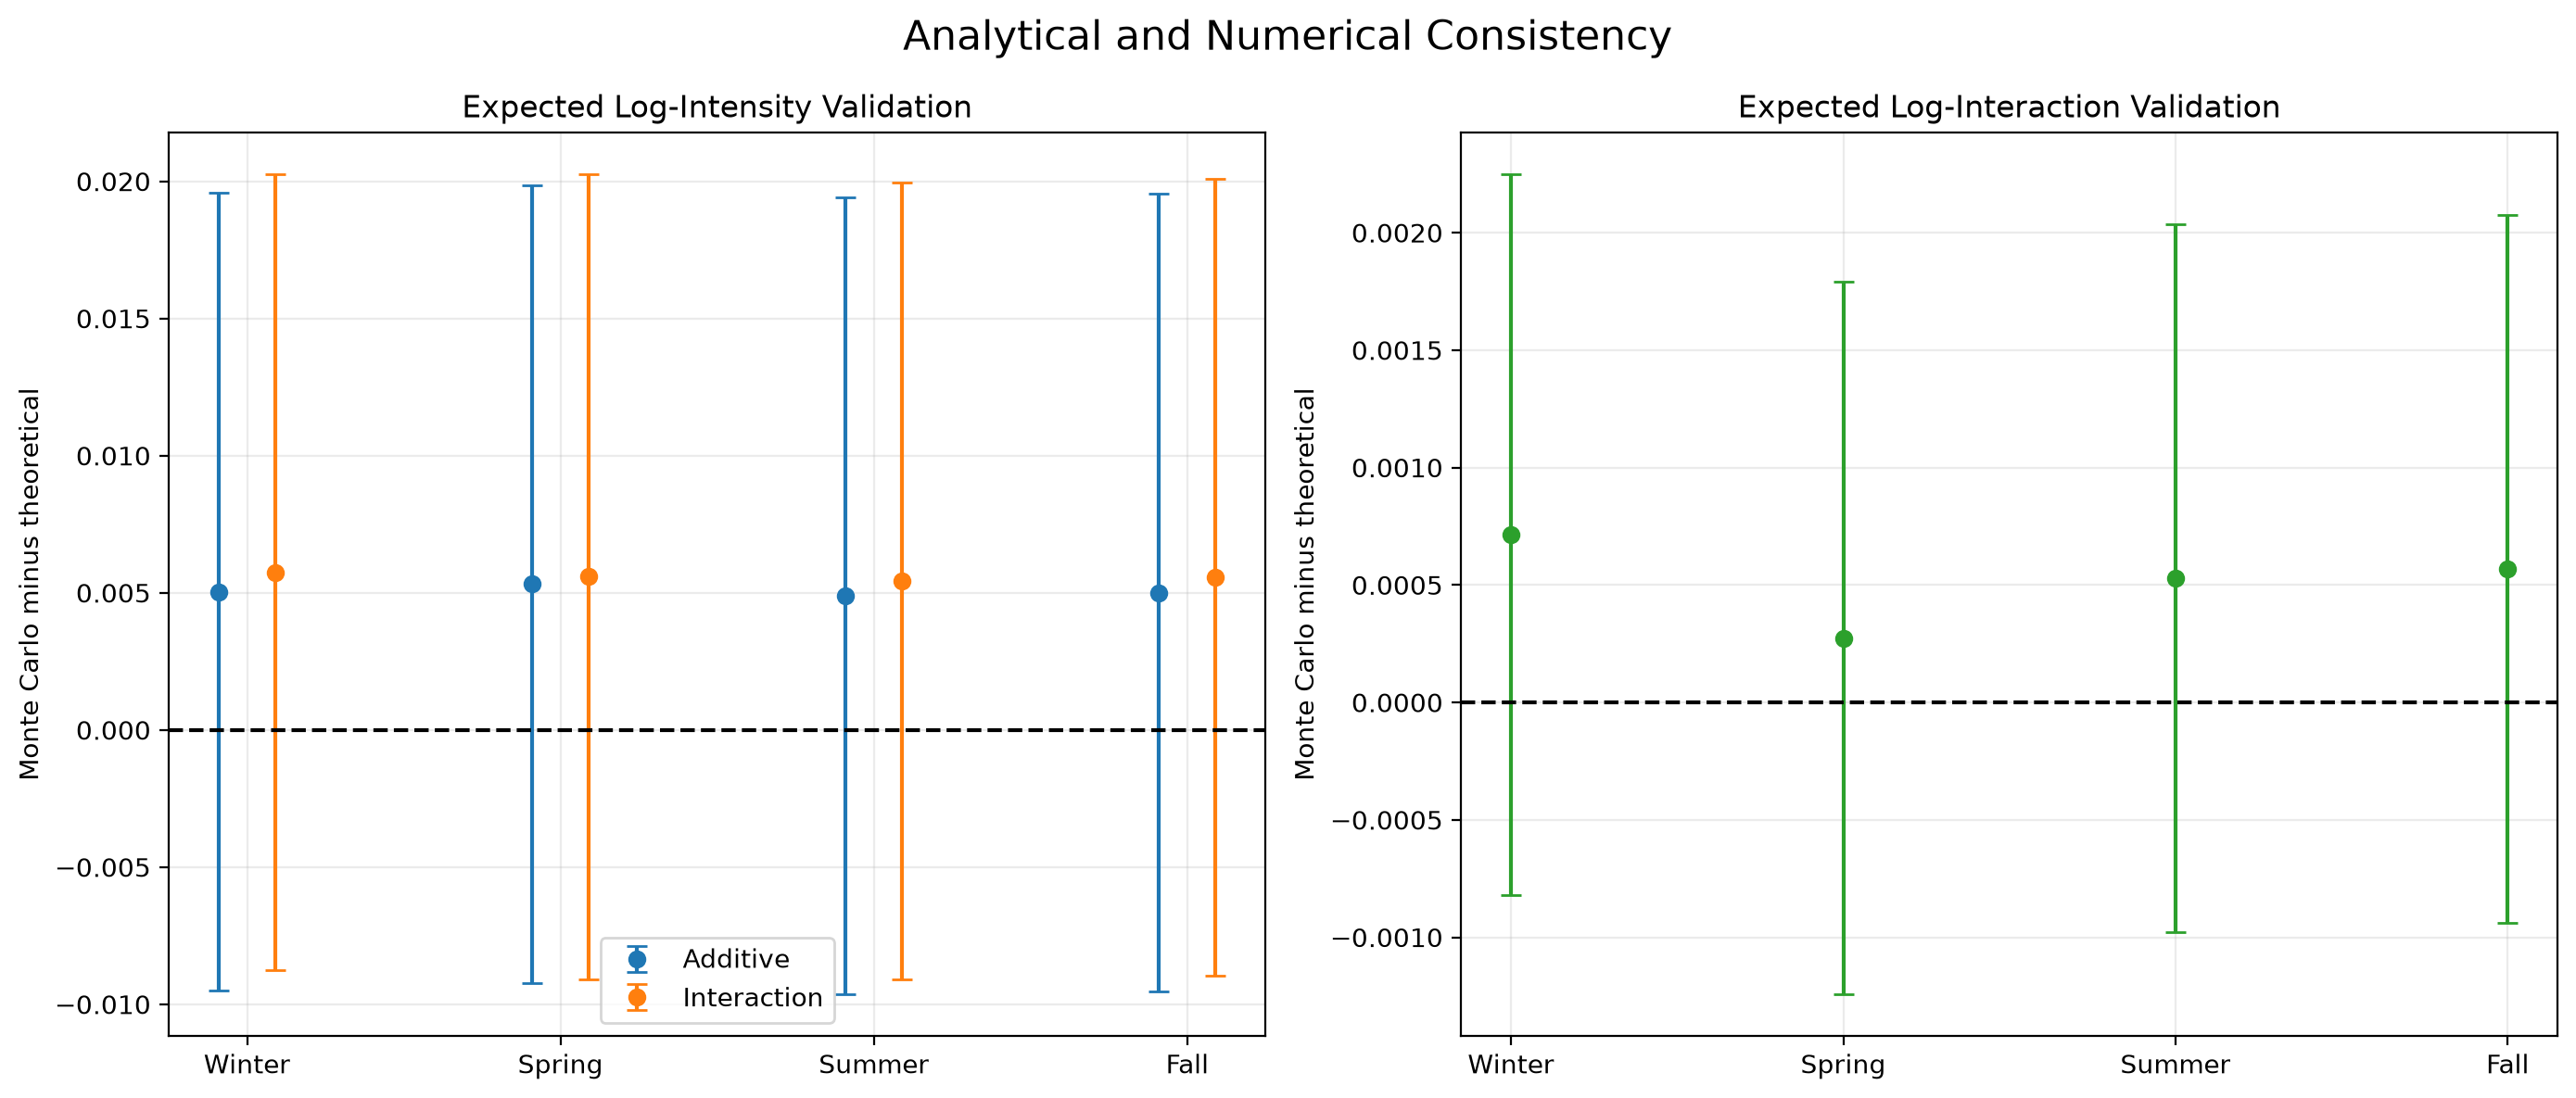 Analytical and Numerical Consistency
Expected Log-Intensity Validation
Monte Carlo minus theoretical
0.020
0.015
0.010
0.005
0.000
−0.005
−0.010
Additive
Interaction
Winter
Spring
Summer
Fall
Expected Log-Interaction Validation
Monte Carlo minus theoretical
0.0020
0.0015
0.0010
0.0005
0.0000
−0.0005
−0.0010
Winter
Spring
Summer
Fall